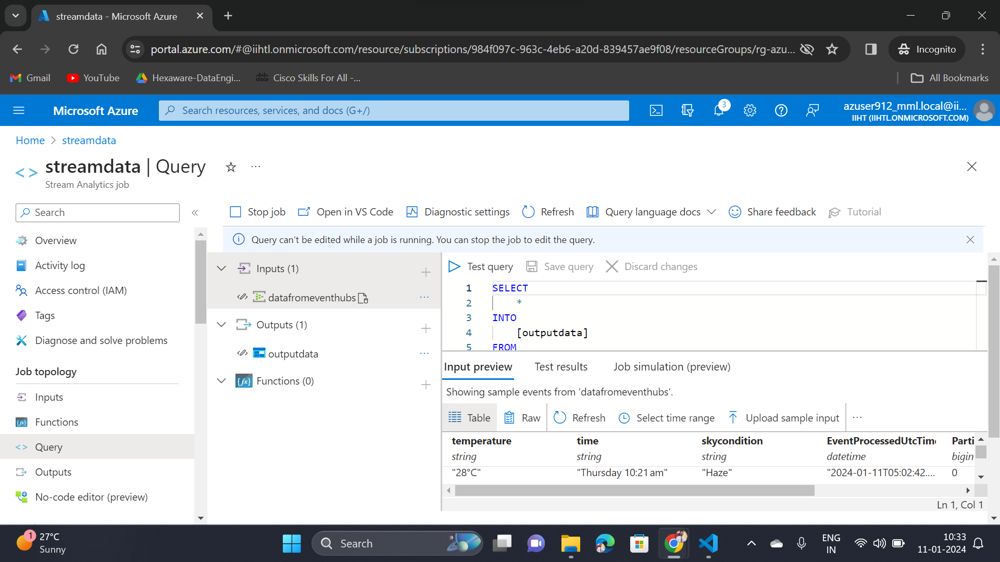 streamdata - Microsoft Azure
portal.azure.com/#@iihtl.onmicrosoft.com/resource/subscriptions/984f097c-963c-4eb6-a20d-839457ae9f08/resourceGroups/rg-azu...
Incognito
Gmail
YouTube
Hexaware-DataEngi...
Cisco Skills For All -...
All Bookmarks
Microsoft Azure
Search resources, services, and docs (G+/)
3
azuser912_mml.local@ii...
IIHT (IIHTL.ONMICROSOFT.COM)
Home > streamdata
streamdata | Query
...
Stream Analytics job
Search
Stop job
Open in VS Code
Diagnostic settings
Refresh
Query language docs
Share feedback
Tutorial
Query can't be edited while a job is running. You can stop the job to edit the query.
Overview
Activity log
Access control (IAM)
Tags
Diagnose and solve problems
Job topology
Inputs
Functions
Query
Outputs
No-code editor (preview)
Inputs (1)
datafromeventhubs
...
Outputs (1)
outputdata
...
Functions (0)
Test query
Save query
Discard changes
1 SELECT
2 *
3 INTO
4 [outputdata]
5 FROM
Input preview
Test results
Job simulation (preview)
Showing sample events from 'datafromeventhubs'.
Table
Raw
Refresh
Select time range
Upload sample input
...
temperature time skycondition EventProcessedUtcTim Parti
string string string datetime bigin
"28°C" "Thursday 10:21 am" "Haze" "2024-01-11T05:02:42.... 0
Ln 1, Col 1
1
27°C
Sunny
Search
ENG
IN
10:33
11-01-2024